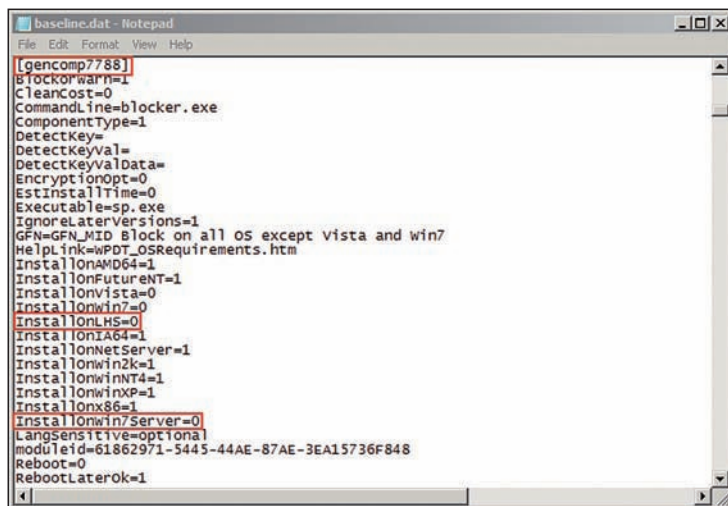 baseline.dat - Notepad
File Edit Format View Help
[gencomp7788]
BlockOrWarn=1
CleanCost=0
CommandLine=blocker.exe
ComponentType=1
DetectKey=
DetectKeyVal=
DetectKeyValData=
EncryptionOpt=0
EstInstallTime=0
Executable=sp.exe
IgnoreLaterVersions=1
GFN=GFN_MID Block on all OS except Vista and Win7
HelpLink=WPDT_OSRequirements.htm
InstallOnAMD64=1
InstallOnFutureNT=1
InstallOnVista=0
InstallOnWin7=0
InstallOnLHS=0
InstallOnIA64=1
InstallOnNetServer=1
InstallOnWin2k=1
InstallOnWinNT4=1
InstallOnWinXP=1
InstallOnx86=1
InstallOnWin7Server=0
LangSensitive=optional
moduleid=61862971-5445-44AE-87AE-3EA15736F848
Reboot=0
RebootLaterOk=1